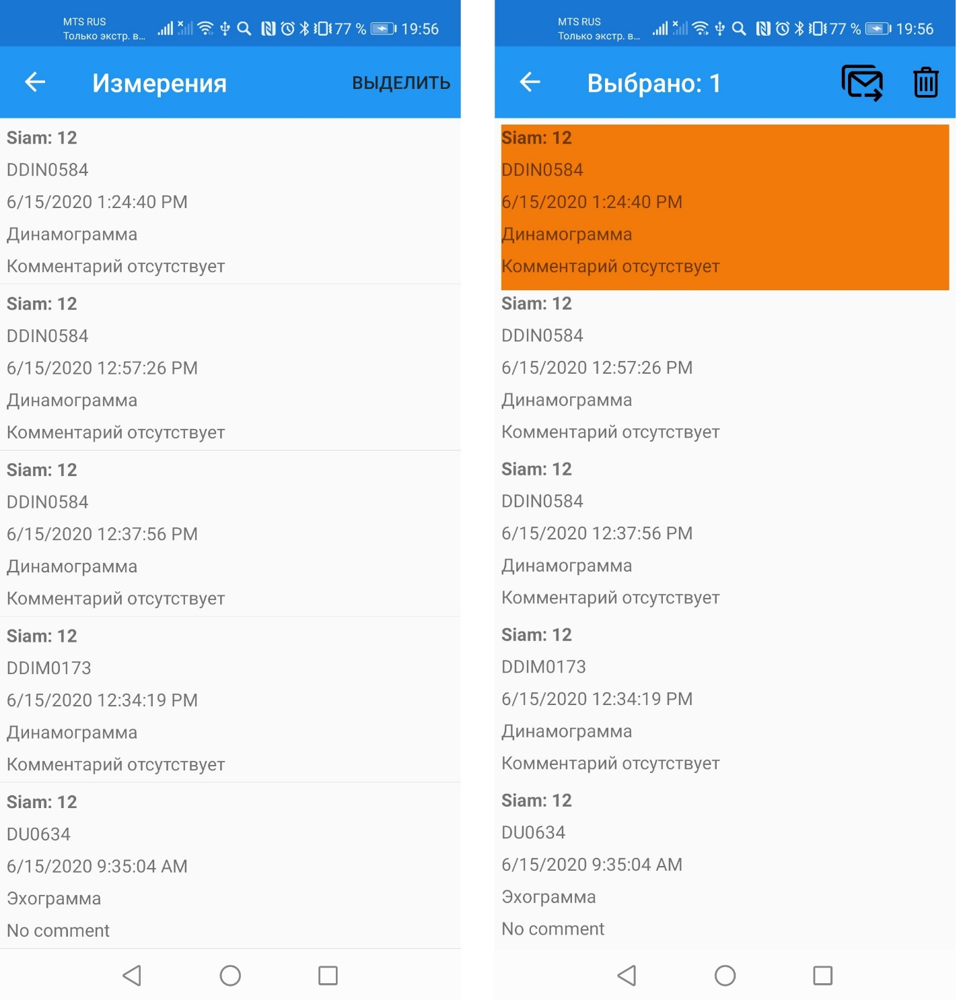 MTS RUS
Только экстр. в...
77 %
19:56
Измерения
ВЫДЕЛИТЬ
Siam: 12
DDIN0584
6/15/2020 1:24:40 PM
Динамограмма
Комментарий отсутствует
Siam: 12
DDIN0584
6/15/2020 12:57:26 PM
Динамограмма
Комментарий отсутствует
Siam: 12
DDIN0584
6/15/2020 12:37:56 PM
Динамограмма
Комментарий отсутствует
Siam: 12
DDIM0173
6/15/2020 12:34:19 PM
Динамограмма
Комментарий отсутствует
Siam: 12
DU0634
6/15/2020 9:35:04 AM
Эхограмма
No comment
MTS RUS
Только экстр. в...
77 %
19:56
Выбрано: 1
Siam: 12
DDIN0584
6/15/2020 1:24:40 PM
Динамограмма
Комментарий отсутствует
Siam: 12
DDIN0584
6/15/2020 12:57:26 PM
Динамограмма
Комментарий отсутствует
Siam: 12
DDIN0584
6/15/2020 12:37:56 PM
Динамограмма
Комментарий отсутствует
Siam: 12
DDIM0173
6/15/2020 12:34:19 PM
Динамограмма
Комментарий отсутствует
Siam: 12
DU0634
6/15/2020 9:35:04 AM
Эхограмма
No comment